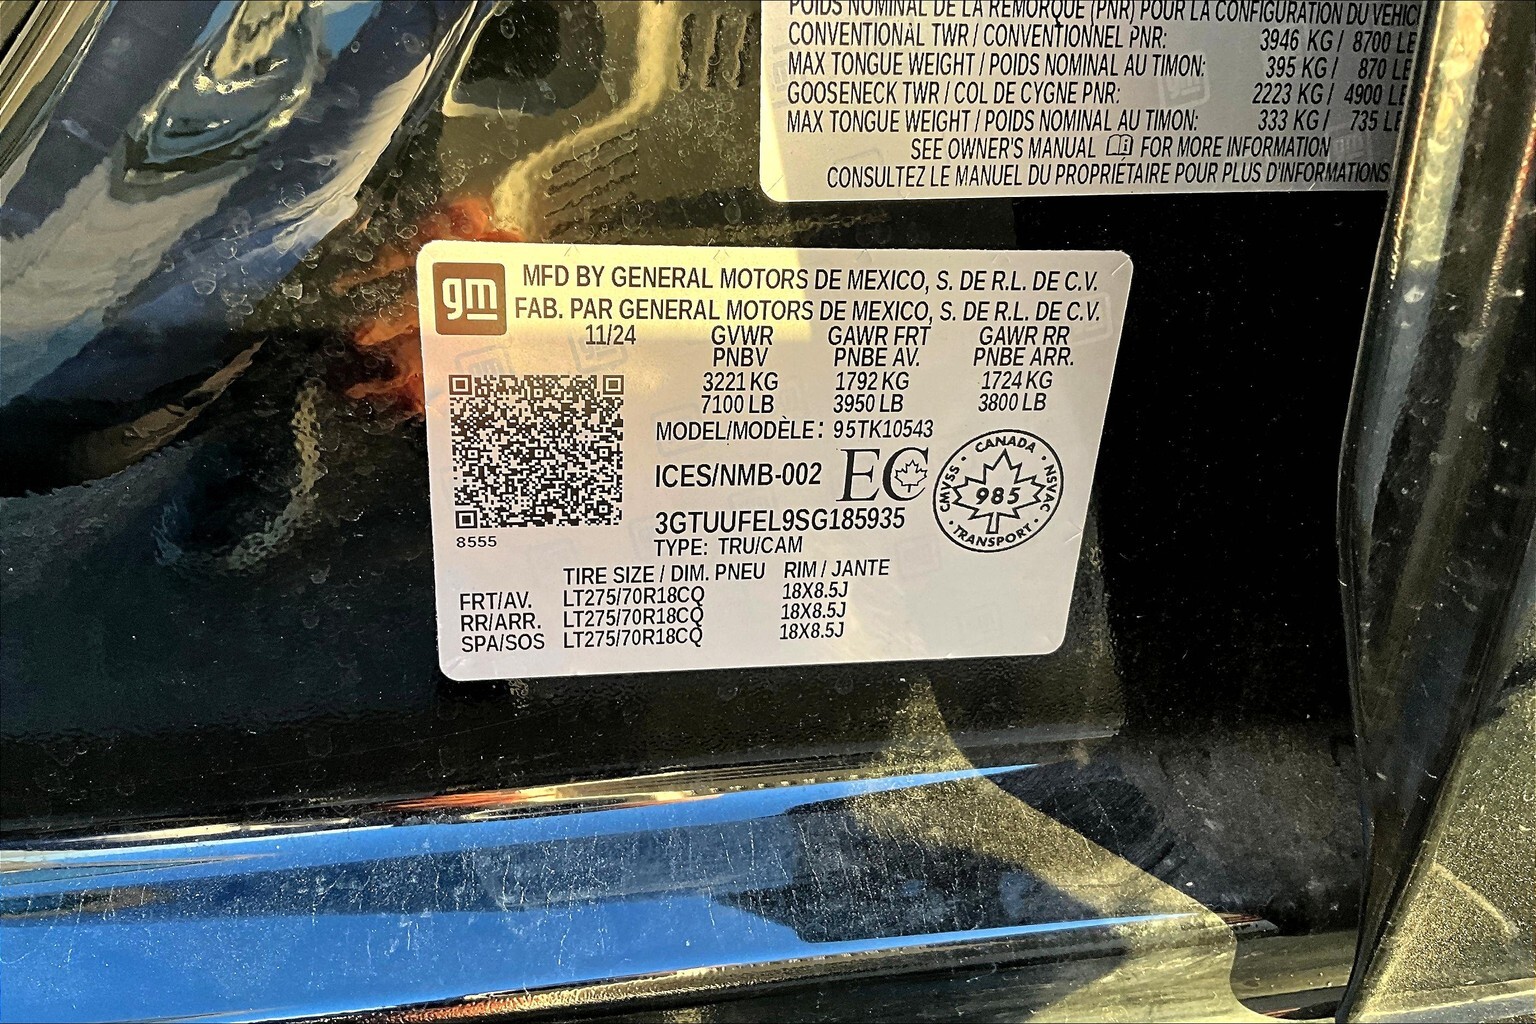 POIDS NOMINAL DE LA REMORQUE (PNR) POUR LA CONFIGURATION DU
CONVENTIONAL TWR / CONVENTIONNEL PNR: 3946 KG / 8700 LB
MAX TONGUE WEIGHT / POIDS NOMINAL AU TIMON: 395 KG / 870 LB
GOOSENECK TWR / COL DE CYGNE PNR: 2223 KG / 4900 LB
MAX TONGUE WEIGHT / POIDS NOMINAL AU TIMON: 333 KG / 735 LB
SEE OWNER'S MANUAL FOR MORE INFORMATION
CONSULTEZ LE MANUEL DU PROPRIÉTAIRE POUR PLUS D'INFORMATIONS
gm
MFD BY GENERAL MOTORS DE MEXICO, S. DE R.L. DE C.V.
FAB. PAR GENERAL MOTORS DE MEXICO, S. DE R.L. DE C.V.
11/24 GVWR GAWR FRT GAWR RR
PNBV PNBE AV. PNBE ARR.
3221 KG 1792 KG 1724 KG
7100 LB 3950 LB 3800 LB
MODEL/MODÈLE: 95TK10543
ICES/NMB-002 EC
CANADA
CMVSS · NSVAC
985
TRANSPORT
3GTUUFEL9SG185935
8555
TYPE: TRU/CAM
TIRE SIZE / DIM. PNEU RIM / JANTE
FRT/AV. LT275/70R18CQ 18X8.5J
RR/ARR. LT275/70R18CQ 18X8.5J
SPA/SOS LT275/70R18CQ 18X8.5J